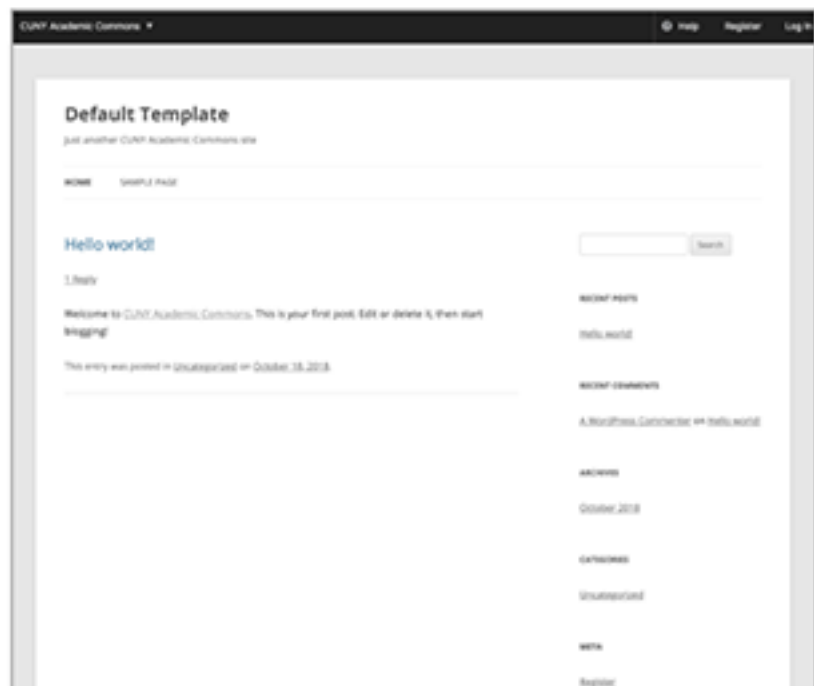 CUNY Academic Commons
Help Register Log In
Default Template
Just another CUNY Academic Commons site
HOME SAMPLE PAGE
Hello world!
1 Reply
Welcome to CUNY Academic Commons. This is your first post. Edit or delete it, then start
blogging!
This entry was posted in Uncategorized on October 18, 2018.
Search
RECENT POSTS
Hello world!
RECENT COMMENTS
A WordPress Commenter on Hello world!
ARCHIVES
October 2018
CATEGORIES
Uncategorized
META
Register